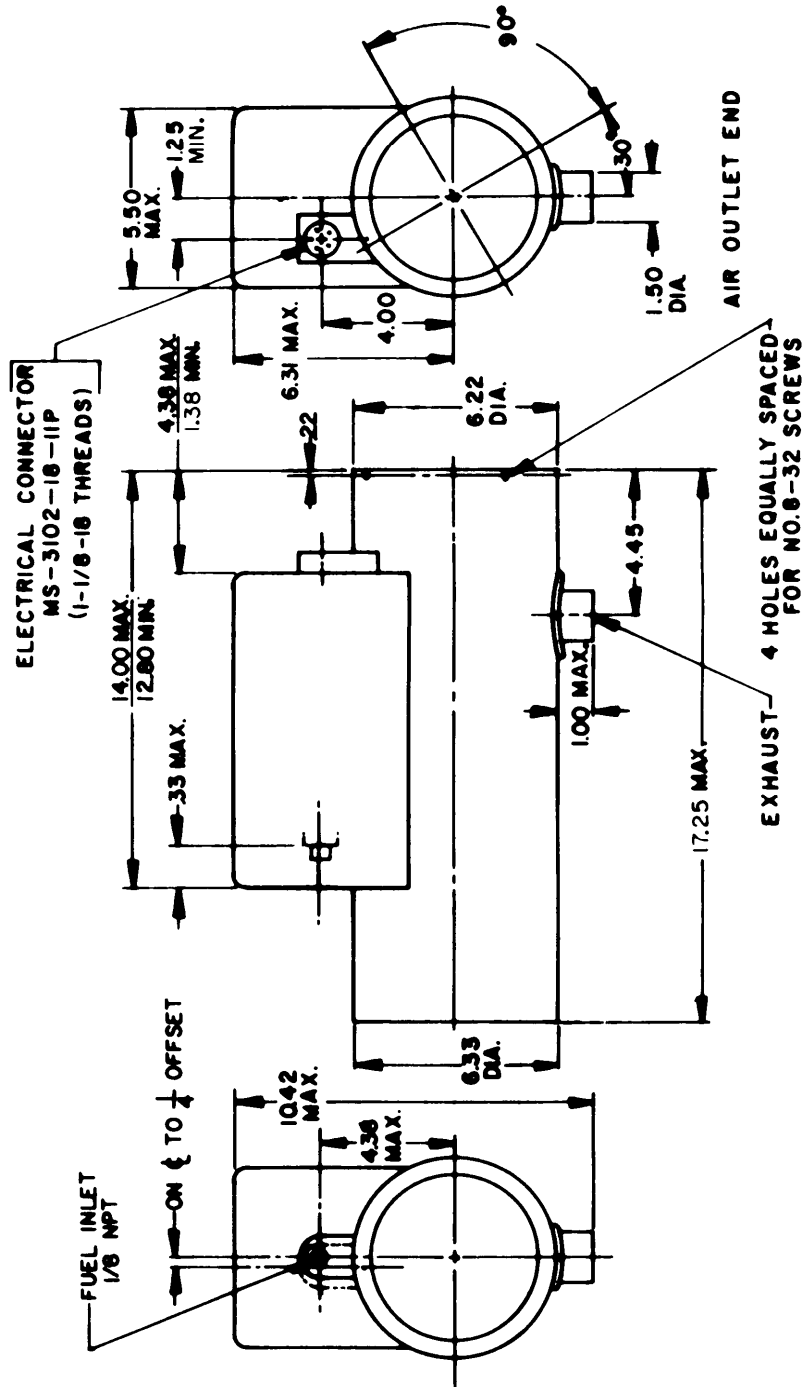 FUEL INLET
1/8 NPT
ON ℄ TO 1/4 OFFSET
10.42
MAX.
4.38
MAX.
6.33
DIA.
ELECTRICAL CONNECTOR
MS-3102-18-11P
(1-1/8-18 THREADS)
14.00 MAX.
12.80 MIN.
.33 MAX.
4.38 MAX.
1.38 MIN.
.22
6.22
DIA.
4.45
1.00 MAX.
17.25 MAX.
EXHAUST
4 HOLES EQUALLY SPACED
FOR NO.8-32 SCREWS
5.50
MAX.
1.25
MIN.
6.31 MAX.
4.00
90°
30°
1.50
DIA
AIR OUTLET END